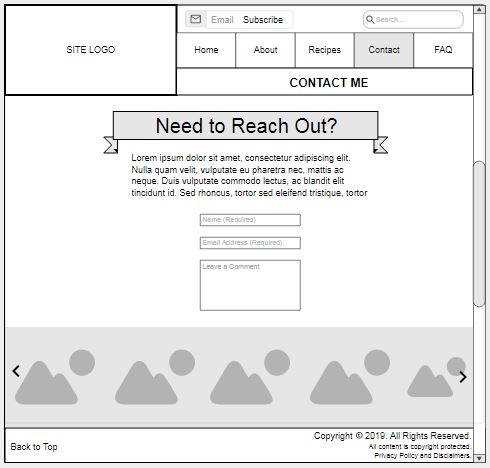 SITE LOGO
Email Subscribe
Search...
Home About Recipes Contact FAQ
CONTACT ME
Need to Reach Out?
Lorem ipsum dolor sit amet, consectetur adipiscing elit.
Nulla quam velit, vulputate eu pharetra nec, mattis ac
neque. Duis vulputate commodo lectus, ac blandit elit
tincidunt id. Sed rhoncus, tortor sed eleifend tristique, tortor
Name (Required)
Email Address (Required)
Leave a Comment
Back to Top
Copyright © 2019. All Rights Reserved.
All content is copyright protected.
Privacy Policy and Disclaimers.